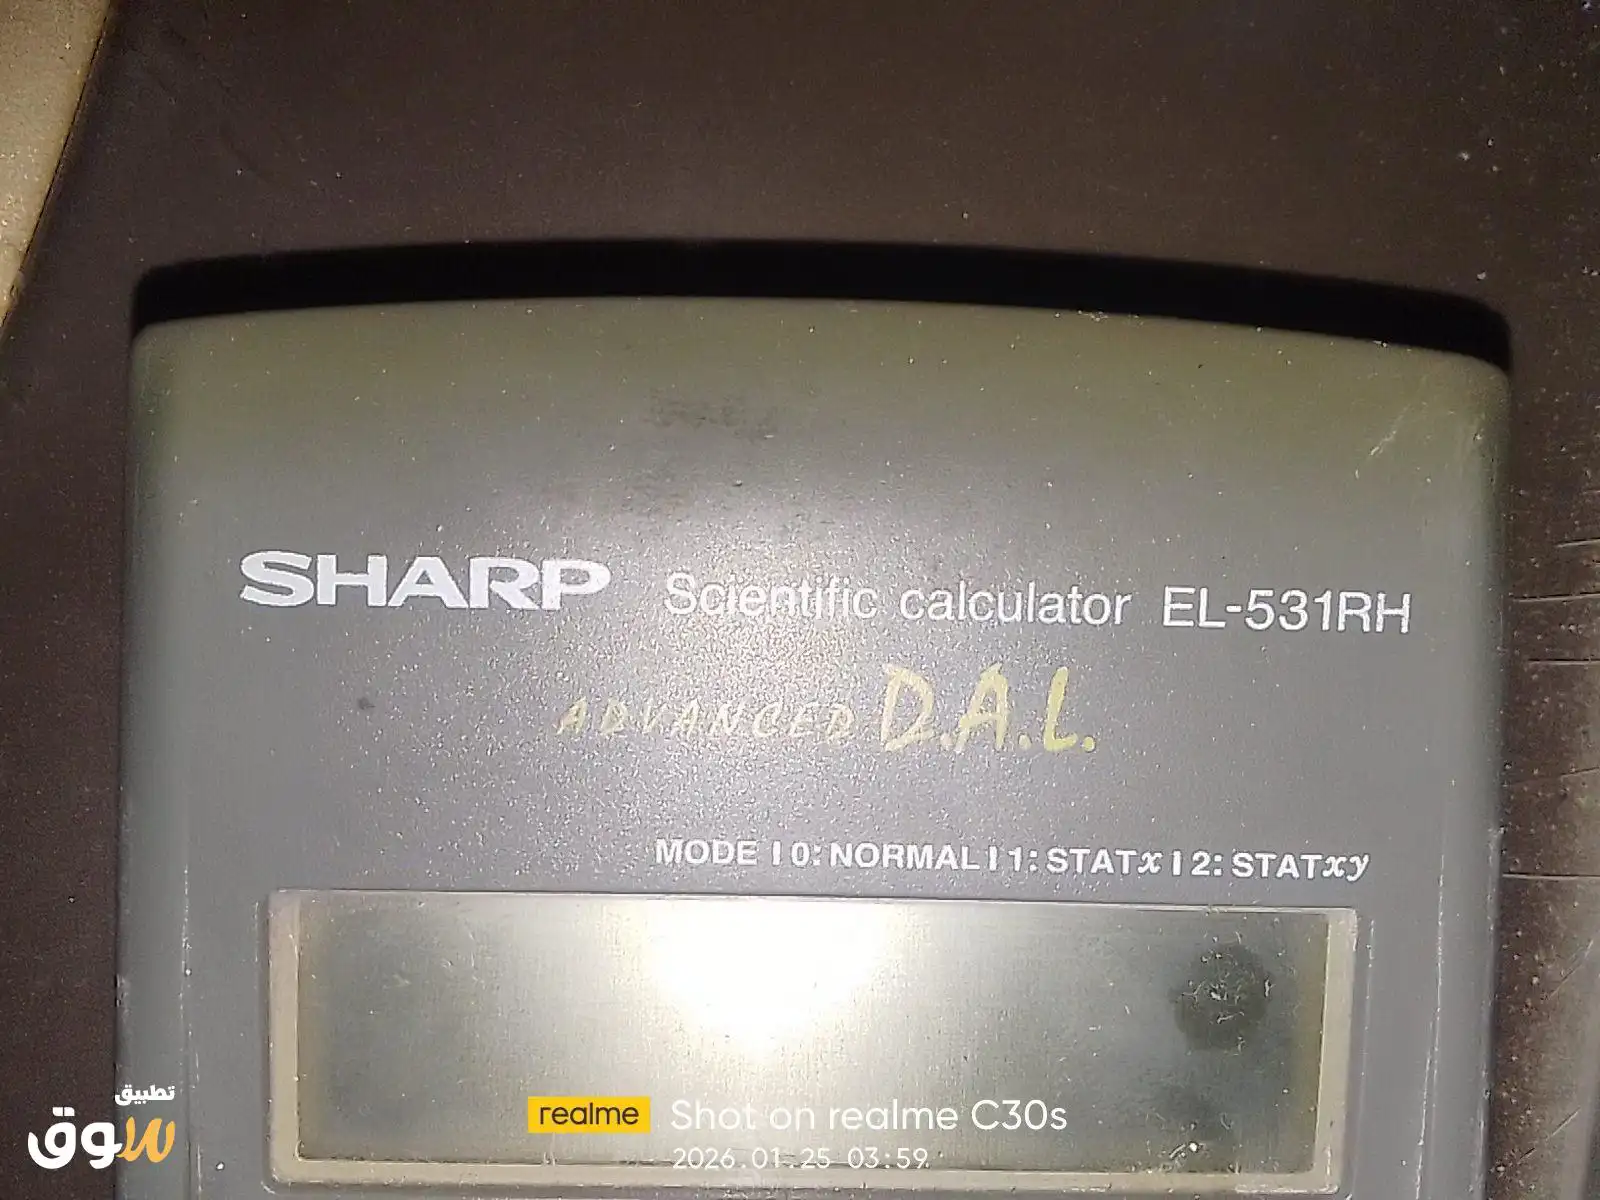 SHARP Scientific calculator EL-531RH
ADVANCED D.A.L.
MODE | 0: NORMAL | 1: STATx | 2: STATxy
realme Shot on realme C30s
2026.01.25 03:59
تطبيق
سوق